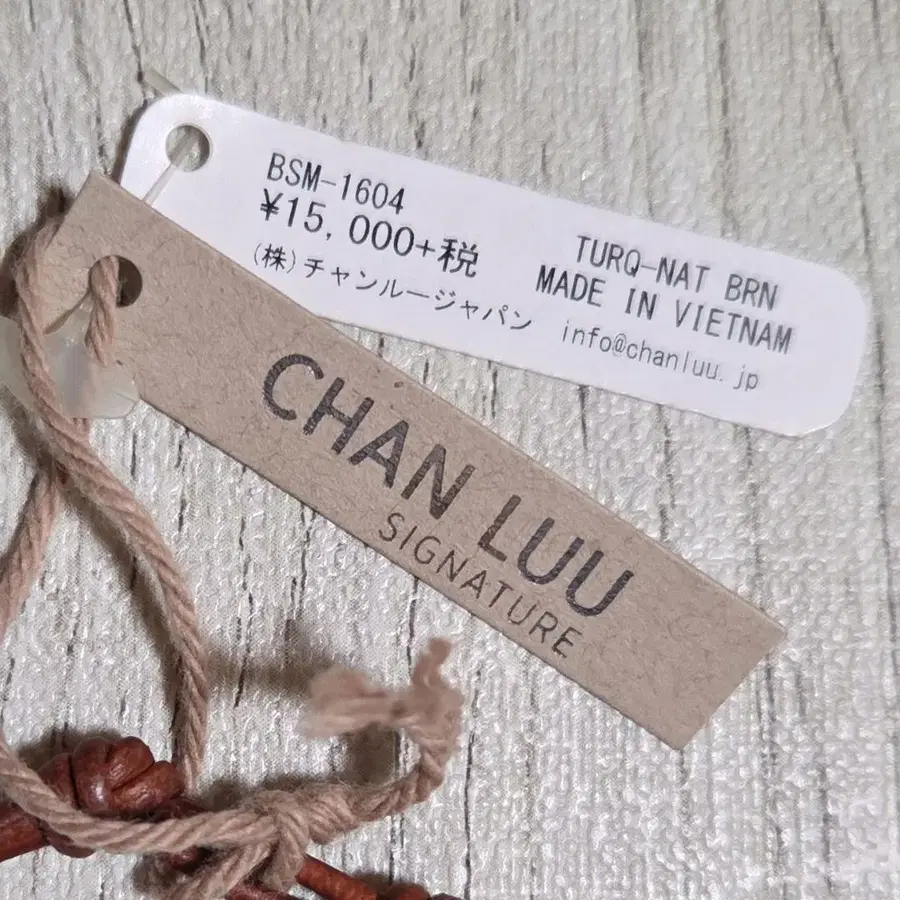 BSM-1604
¥15,000+税
(株)チャンルージャパン
TURQ-NAT BRN
MADE IN VIETNAM
info@chanluu.jp
CHAN LUU
SIGNATURE